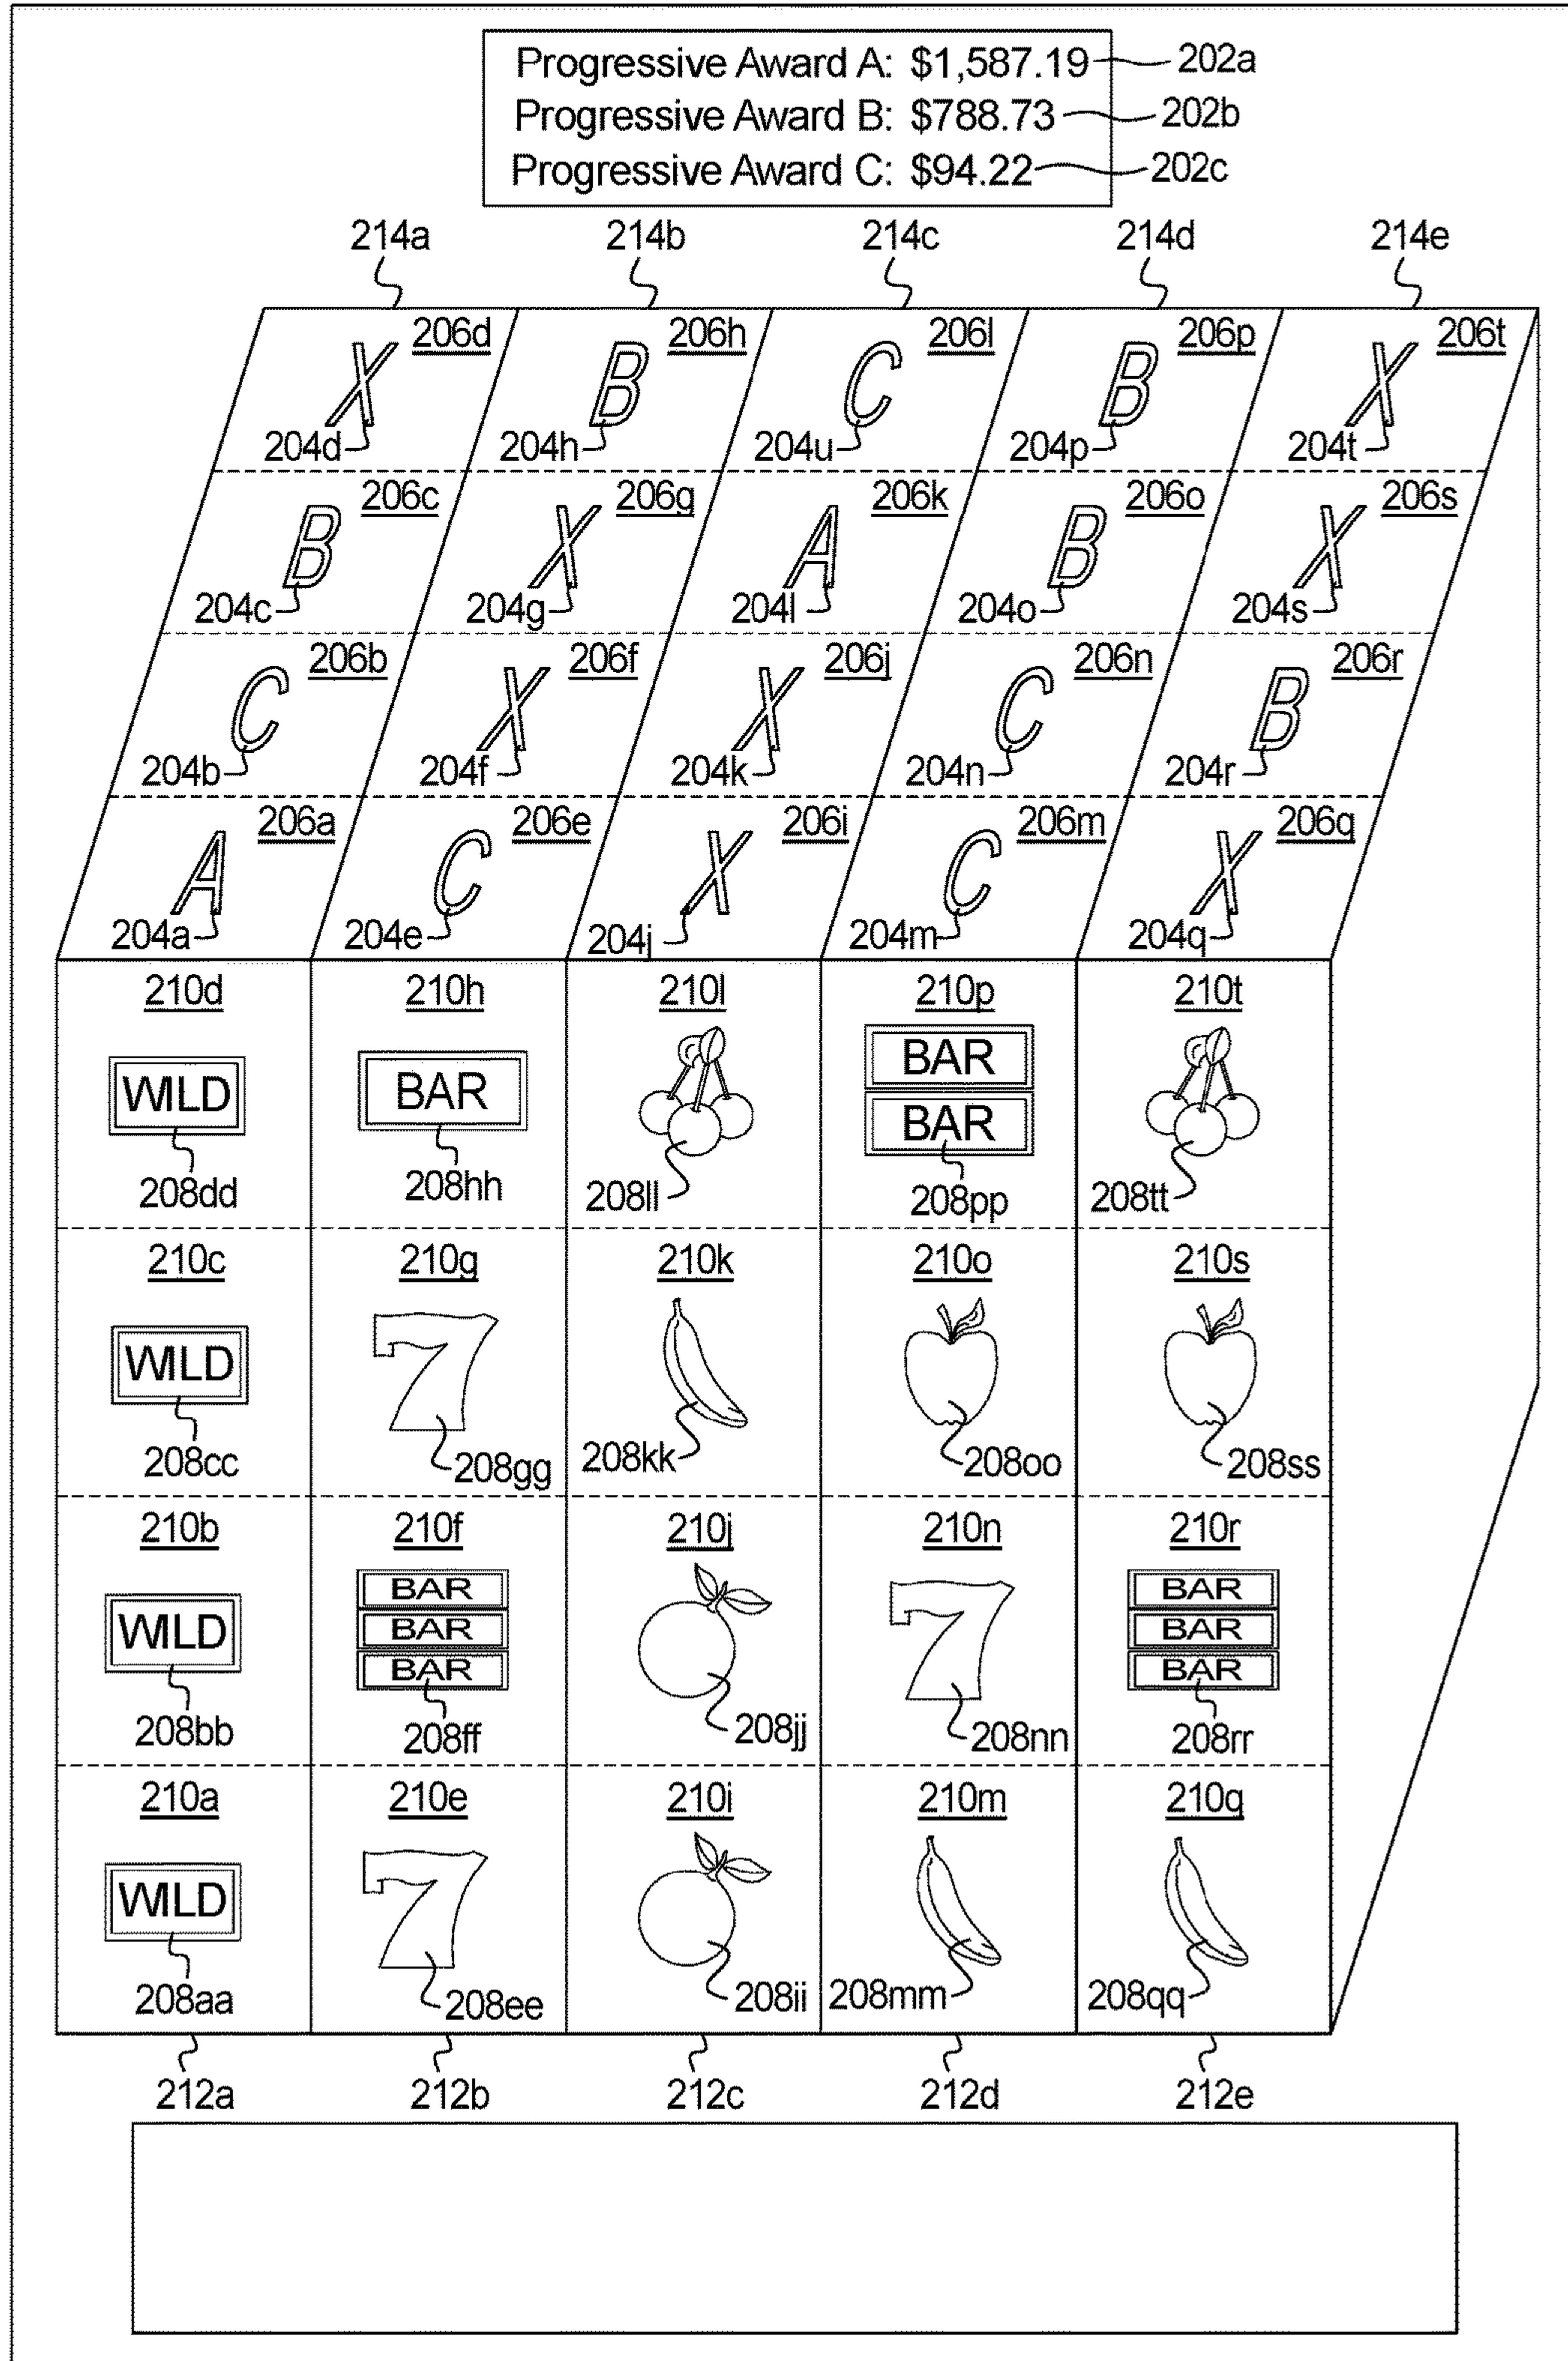 Progressive Award A: $1,587.19 202a
Progressive Award B: $788.73 202b
Progressive Award C: $94.22 202c
214a 214b 214c 214d 214e
206d 206h 206l 206p 206t
X B C B X
204d 204h 204u 204p 204t
206c 206g 206k 206o 206s
B X A B X
204c 204g 204l 204o 204s
206b 206f 206j 206n 206r
C X X C B
204b 204f 204k 204n 204r
206a 206e 206i 206m 206q
A C X C X
204a 204e 204j 204m 204q
210d 210h 210l 210p 210t
WILD BAR BAR
BAR
208dd 208hh 208ll 208pp 208tt
210c 210g 210k 210o 210s
WILD 7
208cc 208gg 208kk 208oo 208ss
210b 210f 210j 210n 210r
WILD BAR 7 BAR
BAR BAR
BAR BAR
208bb 208ff 208jj 208nn 208rr
210a 210e 210i 210m 210q
WILD 7
208aa 208ee 208ii 208mm 208qq
212a 212b 212c 212d 212e